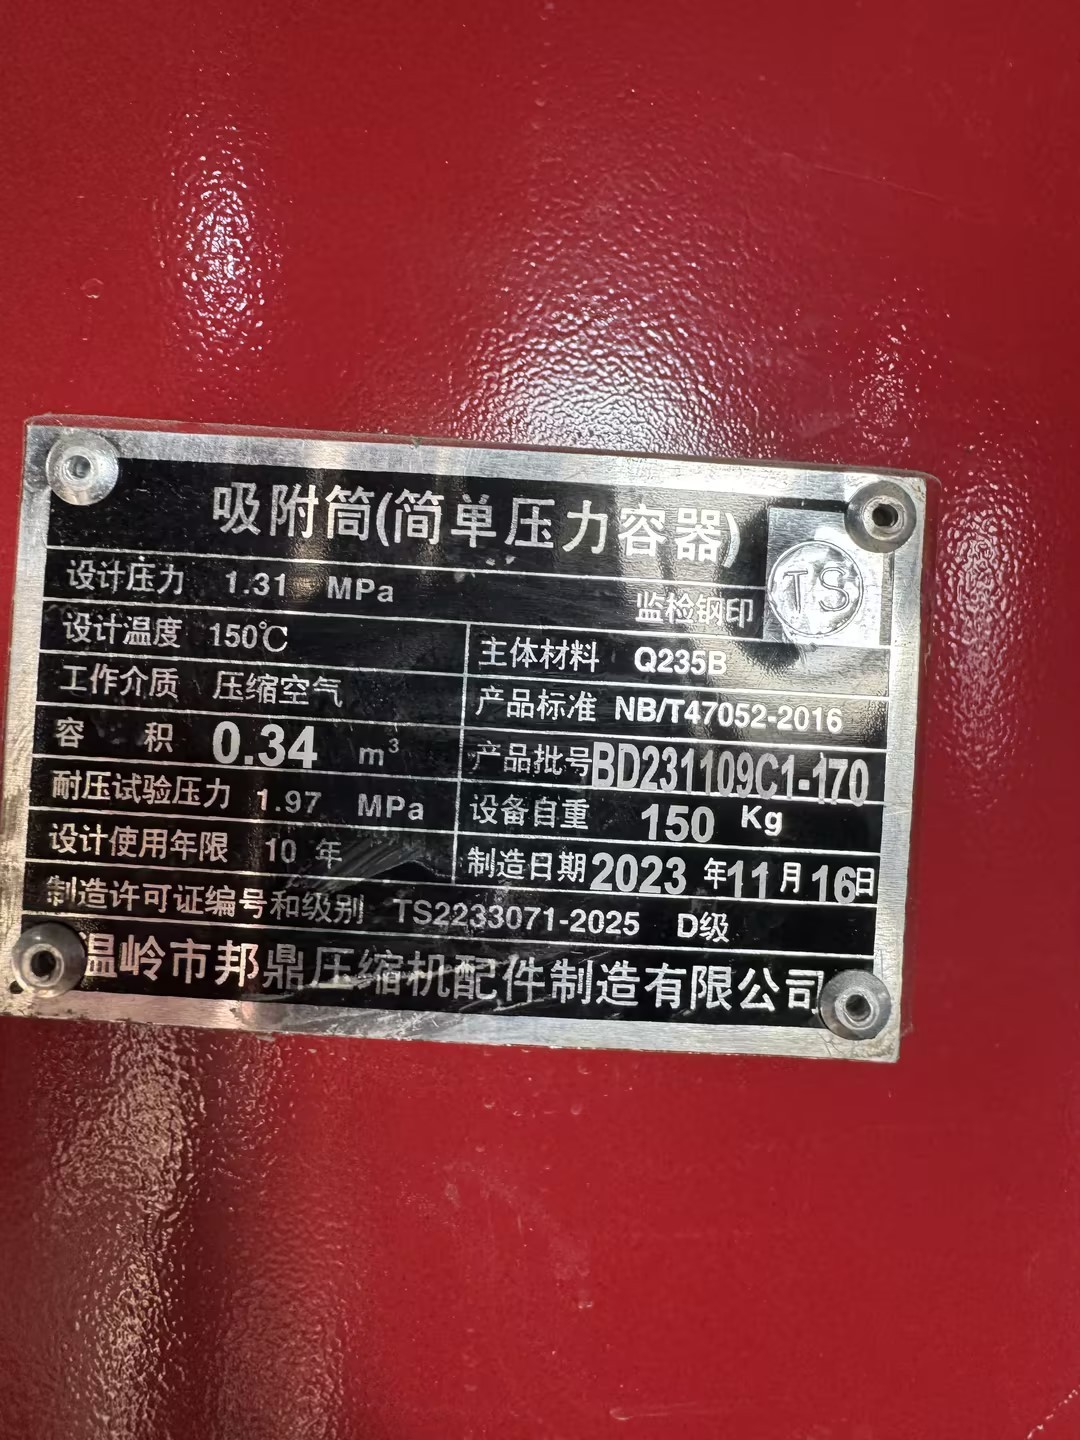 吸附筒(简单压力容器)
设计压力 1.31 MPa
监检钢印 TS
设计温度 150℃
主体材料 Q235B
工作介质 压缩空气
产品标准 NB/T47052-2016
容 积 0.34 m³
产品批号 BD231109C1-170
耐压试验压力 1.97 MPa
设备自重 150 Kg
设计使用年限 10 年
制造日期 2023 年 11 月 16 日
制造许可证编号和级别 TS2233071-2025 D级
温岭市邦鼎压缩机配件制造有限公司